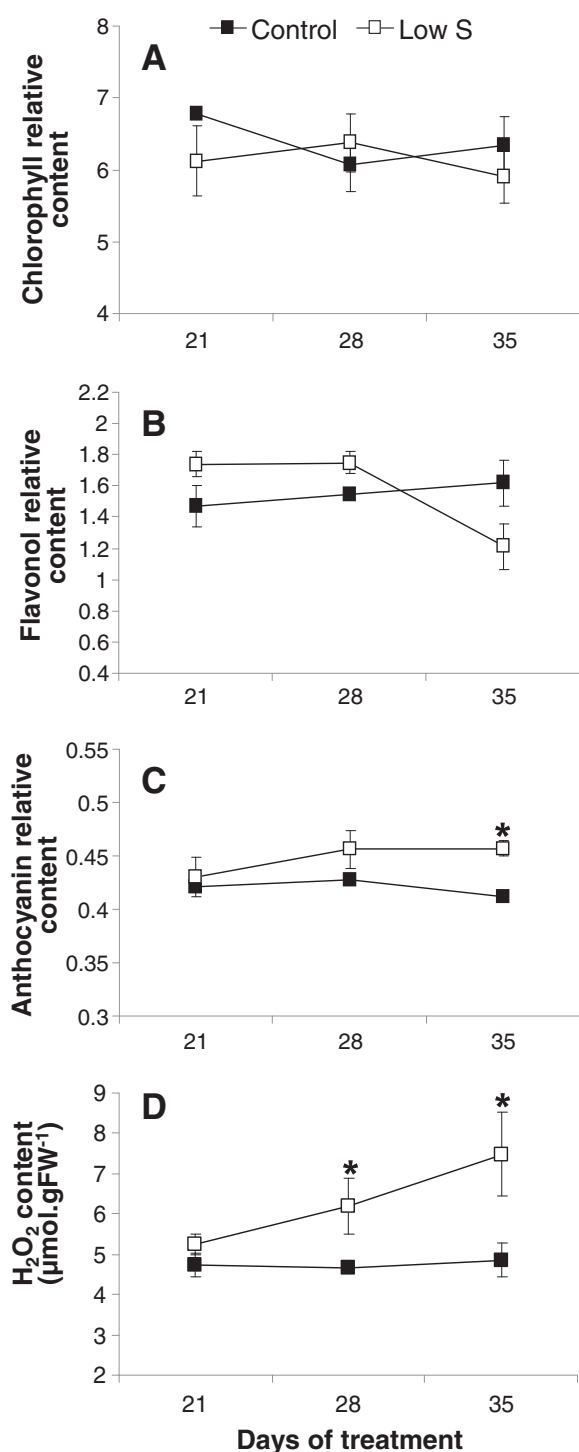 Control Low S
A
8
7
6
5
4
Chlorophyll relative
content
21 28 35
B
2.2
2
1.8
1.6
1.4
1.2
1
0.8
0.6
0.4
Flavonol relative
content
21 28 35
C
0.55
0.5
0.45
0.4
0.35
0.3
Anthocyanin relative
content
*
21 28 35
D
9
8
7
6
5
4
3
2
H₂O₂ content
(µmol.gFW⁻¹)
* *
21 28 35
Days of treatment